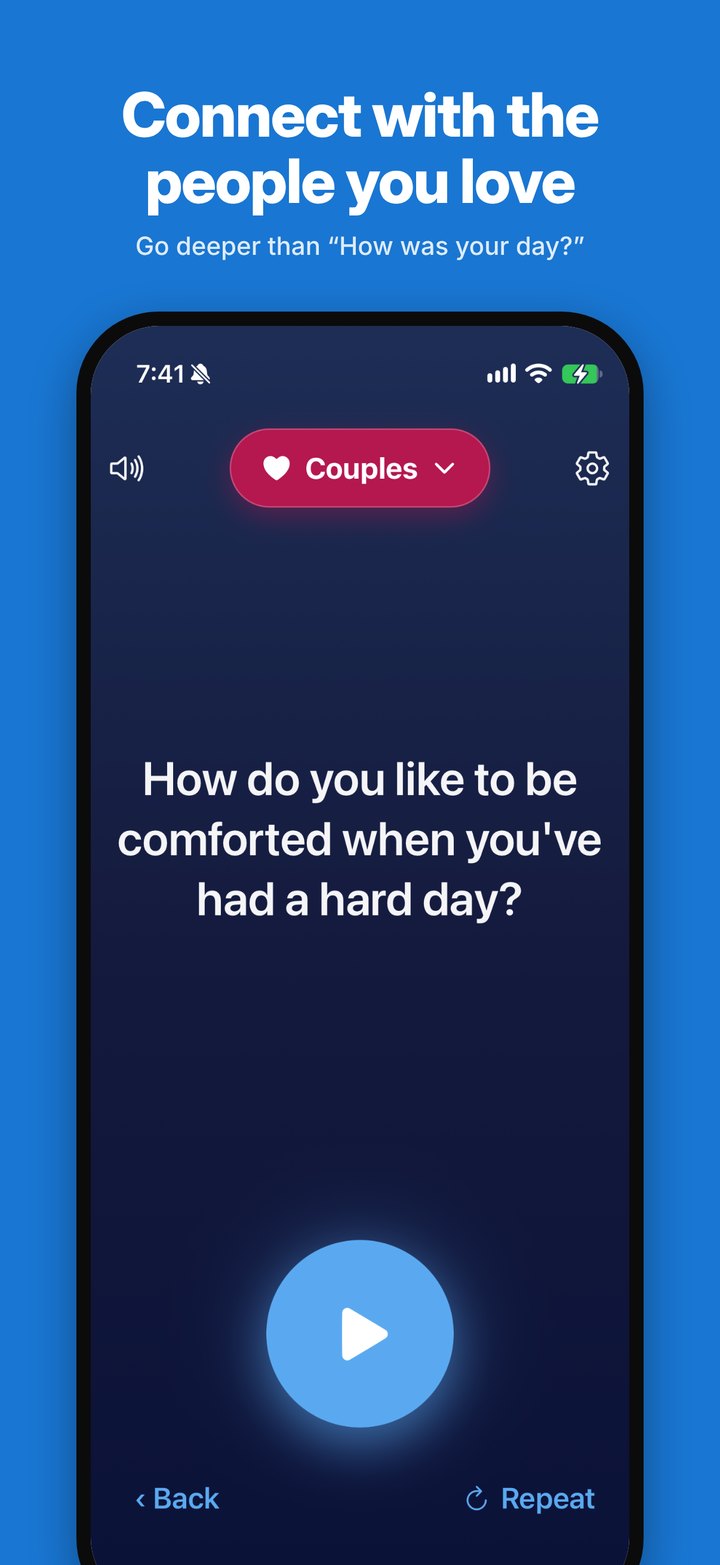 Connect with the
people you love
Go deeper than “How was your day?”
7:41
Couples
How do you like to be
comforted when you've
had a hard day?
‹ Back
Repeat